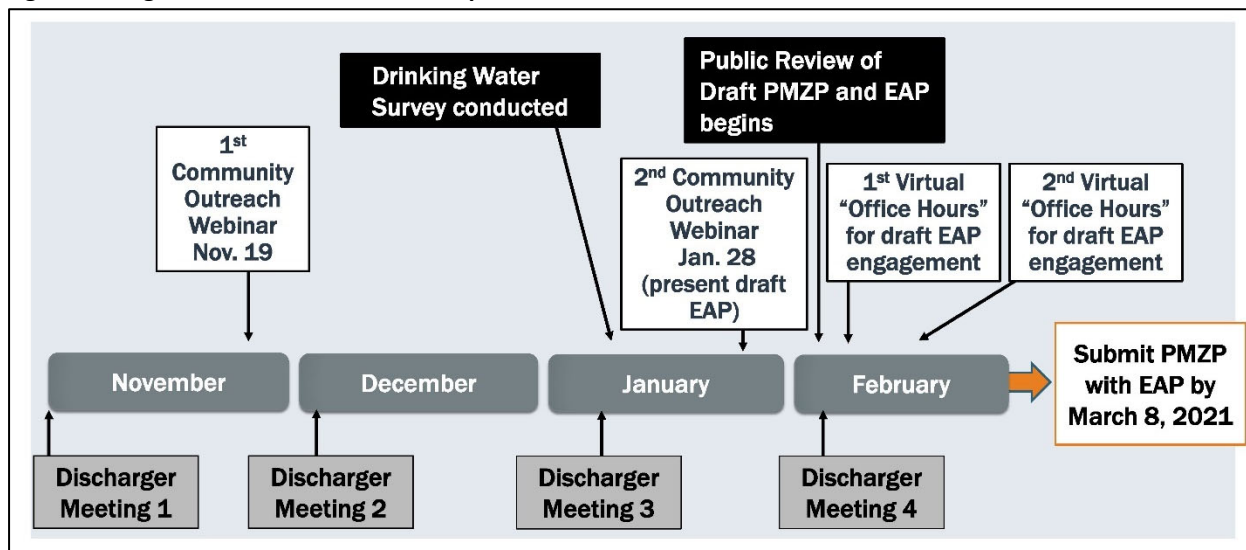 Drinking Water
Survey conducted
Public Review of
Draft PMZP and EAP
begins
1st
Community
Outreach
Webinar
Nov. 19
2nd Community
Outreach
Webinar
Jan. 28
(present draft
EAP)
1st Virtual
“Office Hours”
for draft EAP
engagement
2nd Virtual
“Office Hours”
for draft EAP
engagement
November
December
January
February
Submit PMZP
with EAP by
March 8, 2021
Discharger
Meeting 1
Discharger
Meeting 2
Discharger
Meeting 3
Discharger
Meeting 4